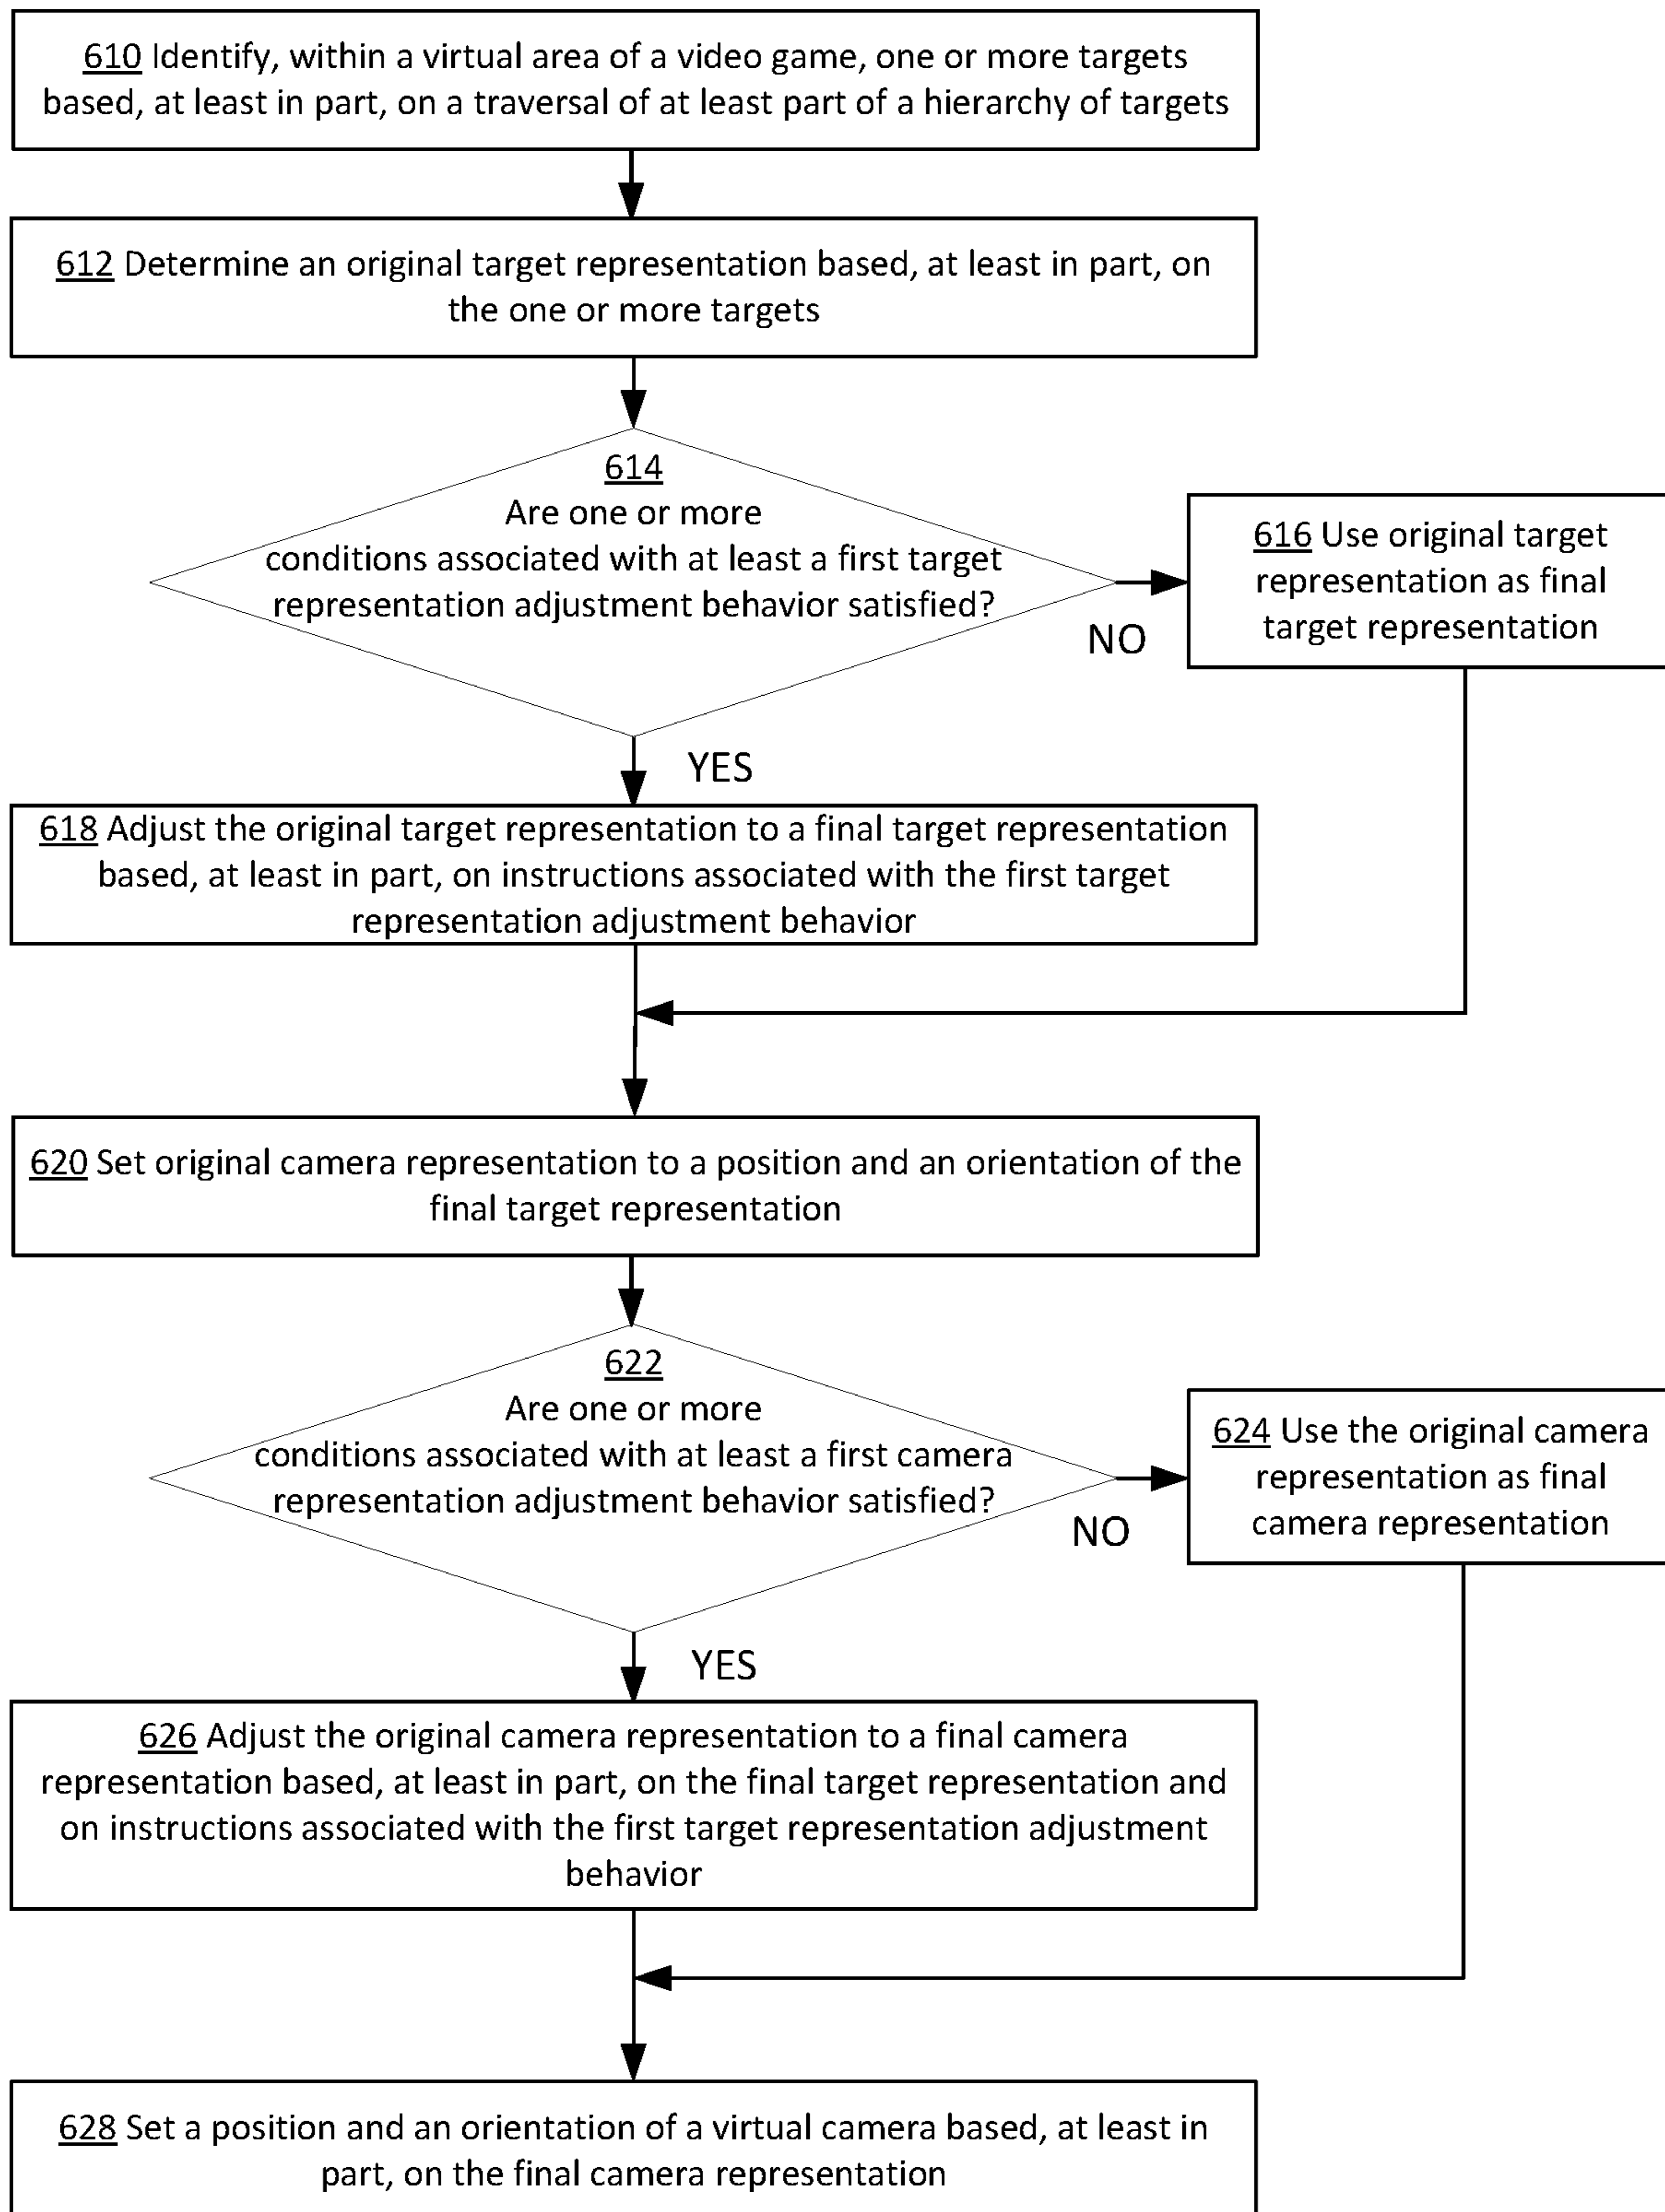 610 Identify, within a virtual area of a video game, one or more targets
based, at least in part, on a traversal of at least part of a hierarchy of targets
612 Determine an original target representation based, at least in part, on
the one or more targets
614
Are one or more
conditions associated with at least a first target
representation adjustment behavior satisfied?
NO
616 Use original target
representation as final
target representation
YES
618 Adjust the original target representation to a final target representation
based, at least in part, on instructions associated with the first target
representation adjustment behavior
620 Set original camera representation to a position and an orientation of the
final target representation
622
Are one or more
conditions associated with at least a first camera
representation adjustment behavior satisfied?
NO
624 Use the original camera
representation as final
camera representation
YES
626 Adjust the original camera representation to a final camera
representation based, at least in part, on the final target representation and
on instructions associated with the first target representation adjustment
behavior
628 Set a position and an orientation of a virtual camera based, at least in
part, on the final camera representation